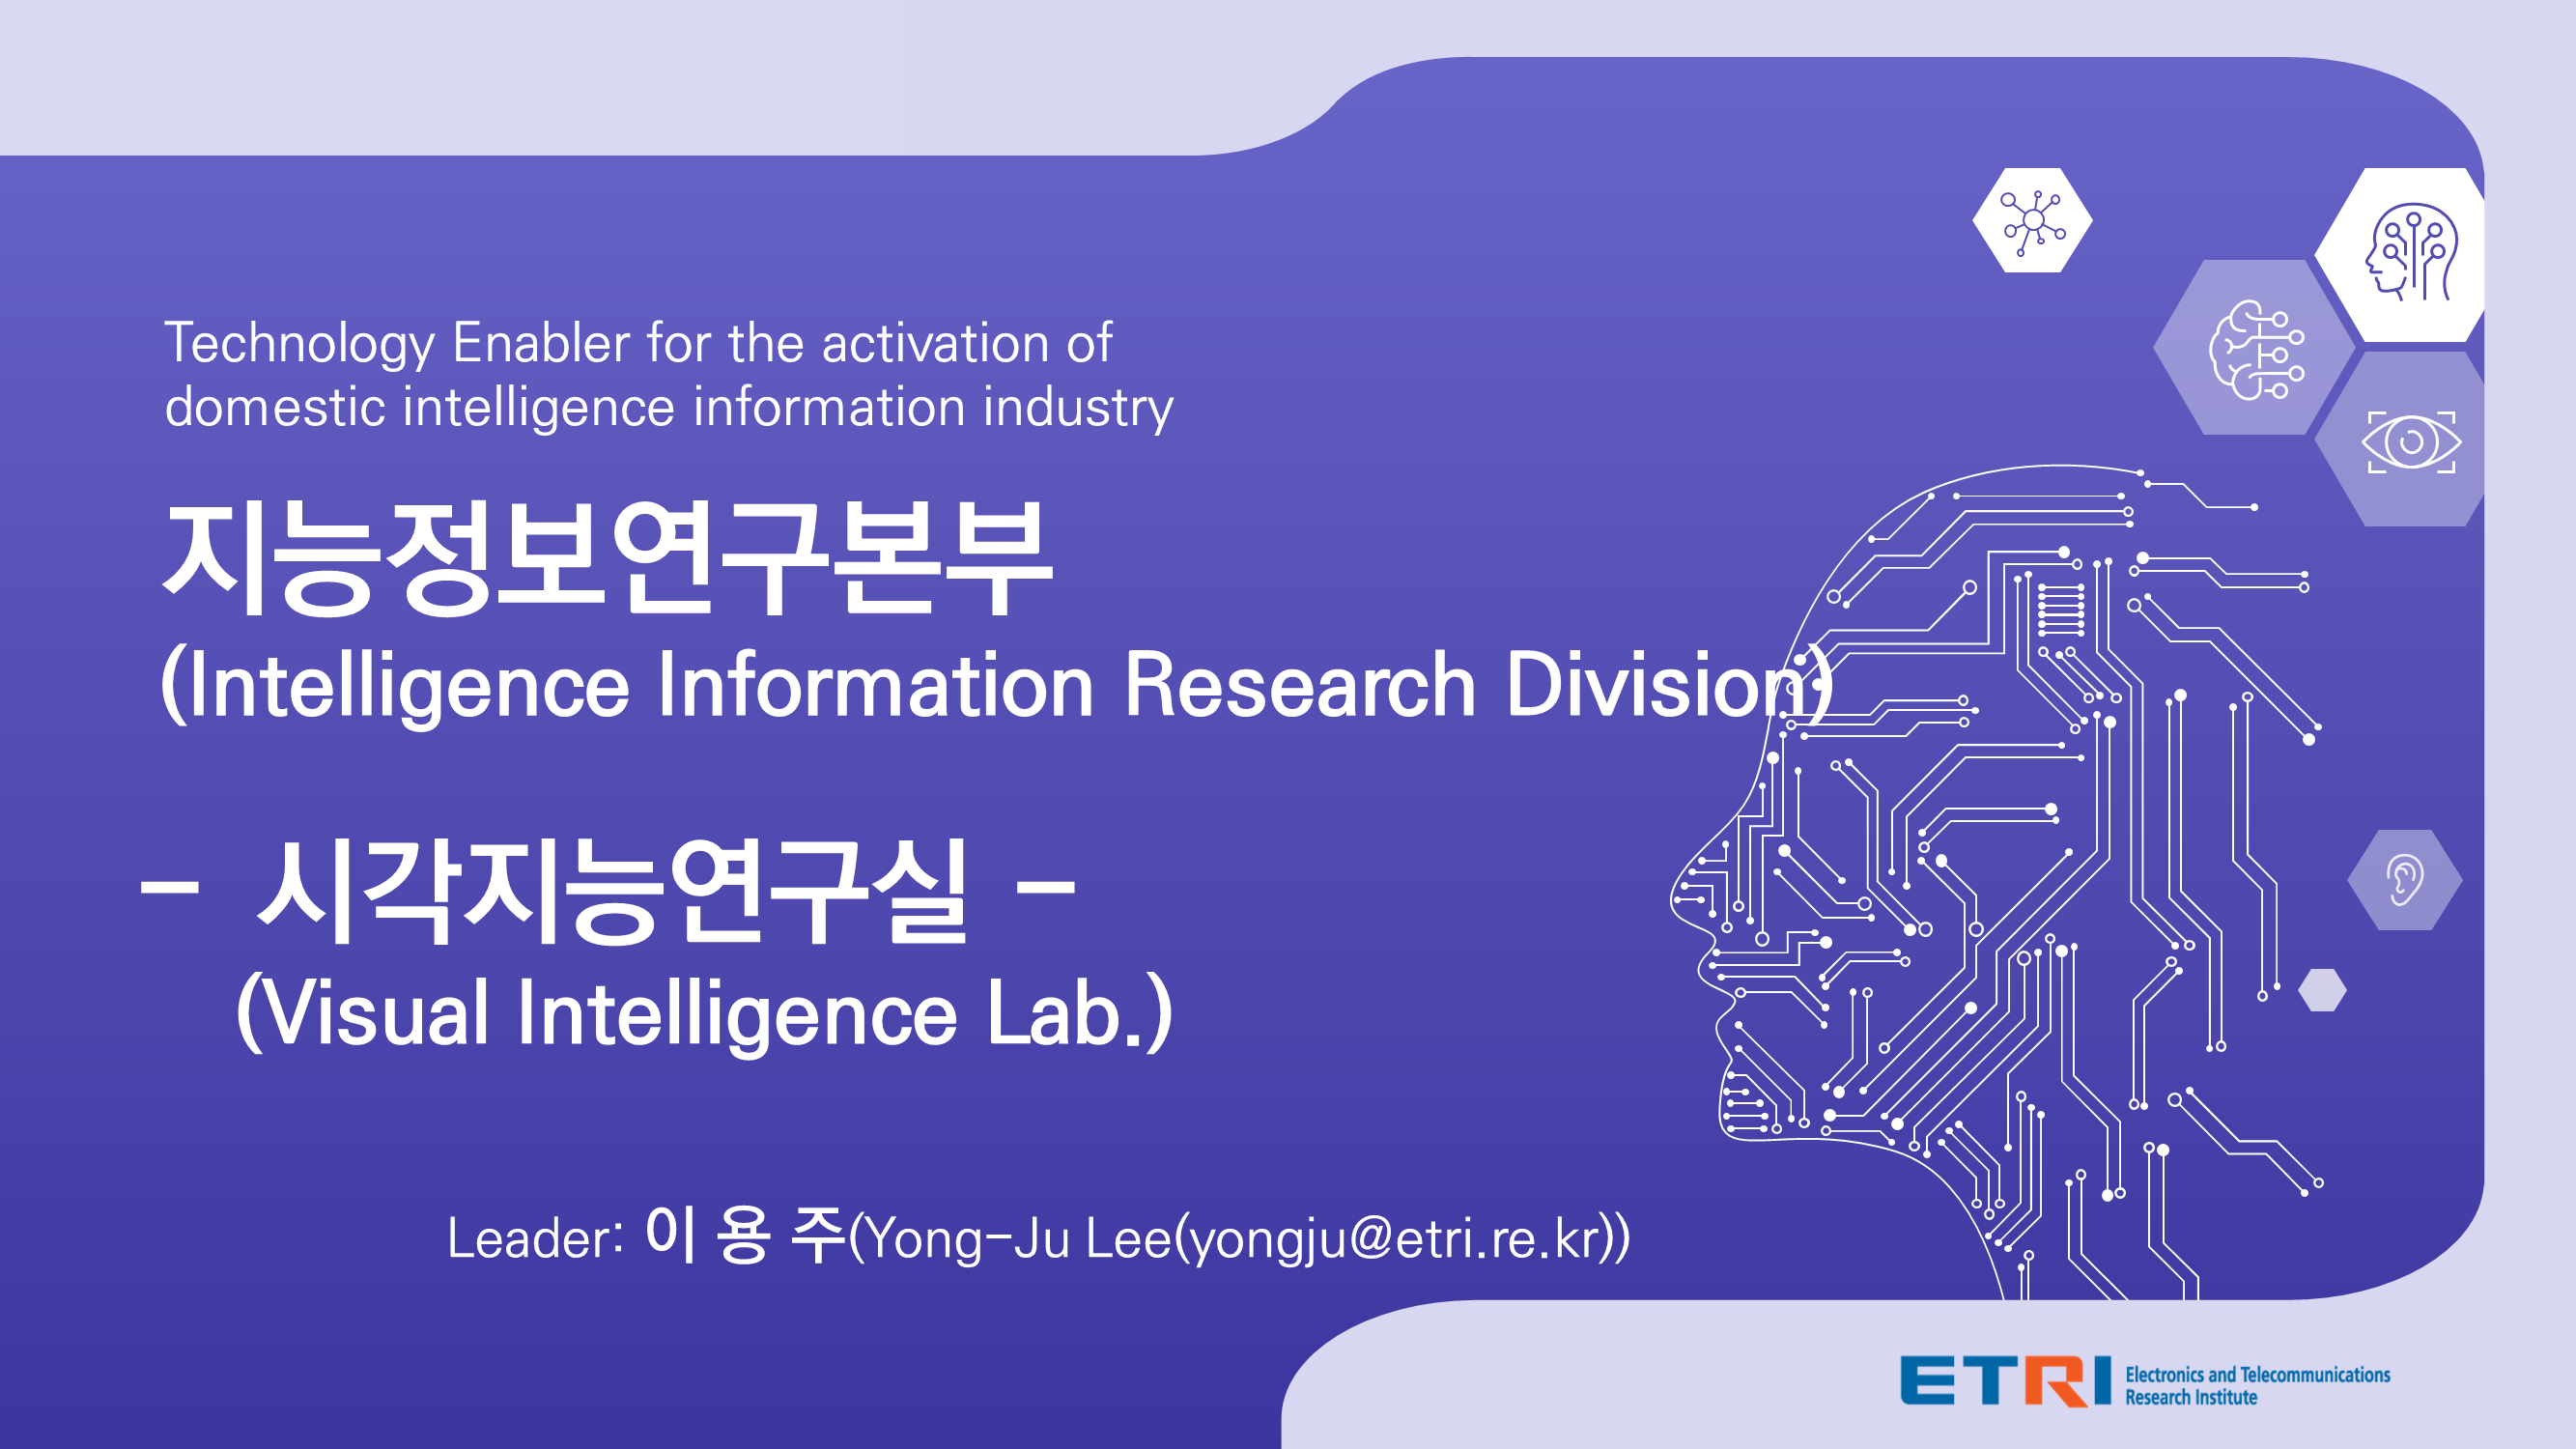 Technology Enabler for the activation of
domestic intelligence information industry
지능정보연구본부
(Intelligence Information Research Division)
- 시각지능연구실 -
(Visual Intelligence Lab.)
Leader: 이 용 주(Yong-Ju Lee(yongju@etri.re.kr))
ETRI Electronics and Telecommunications
Research Institute